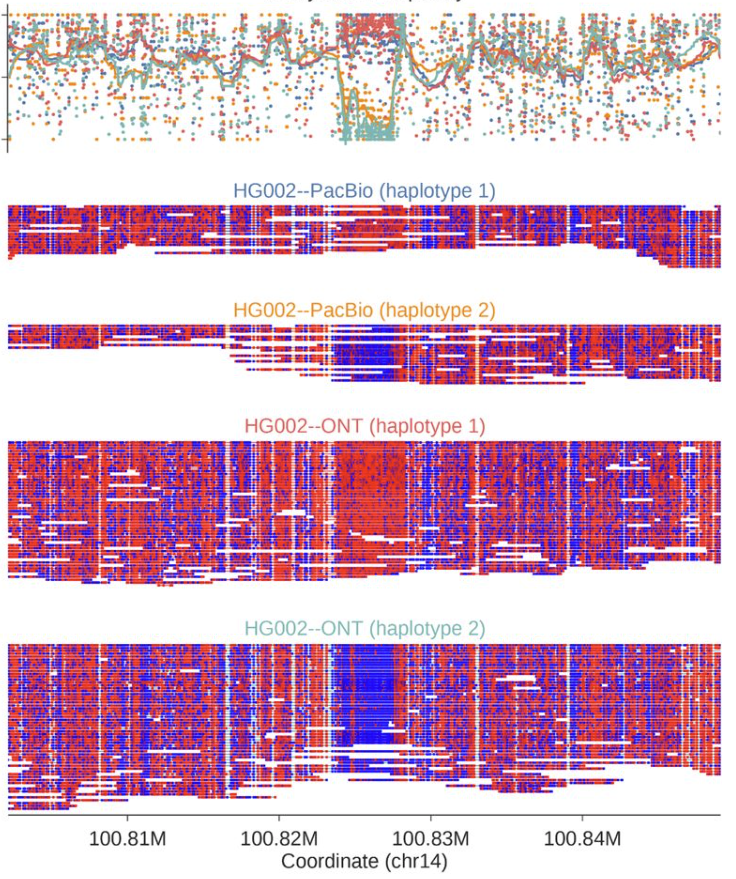 HG002--PacBio (haplotype 1)
HG002--PacBio (haplotype 2)
HG002--ONT (haplotype 1)
HG002--ONT (haplotype 2)
100.81M 100.82M 100.83M 100.84M
Coordinate (chr14)